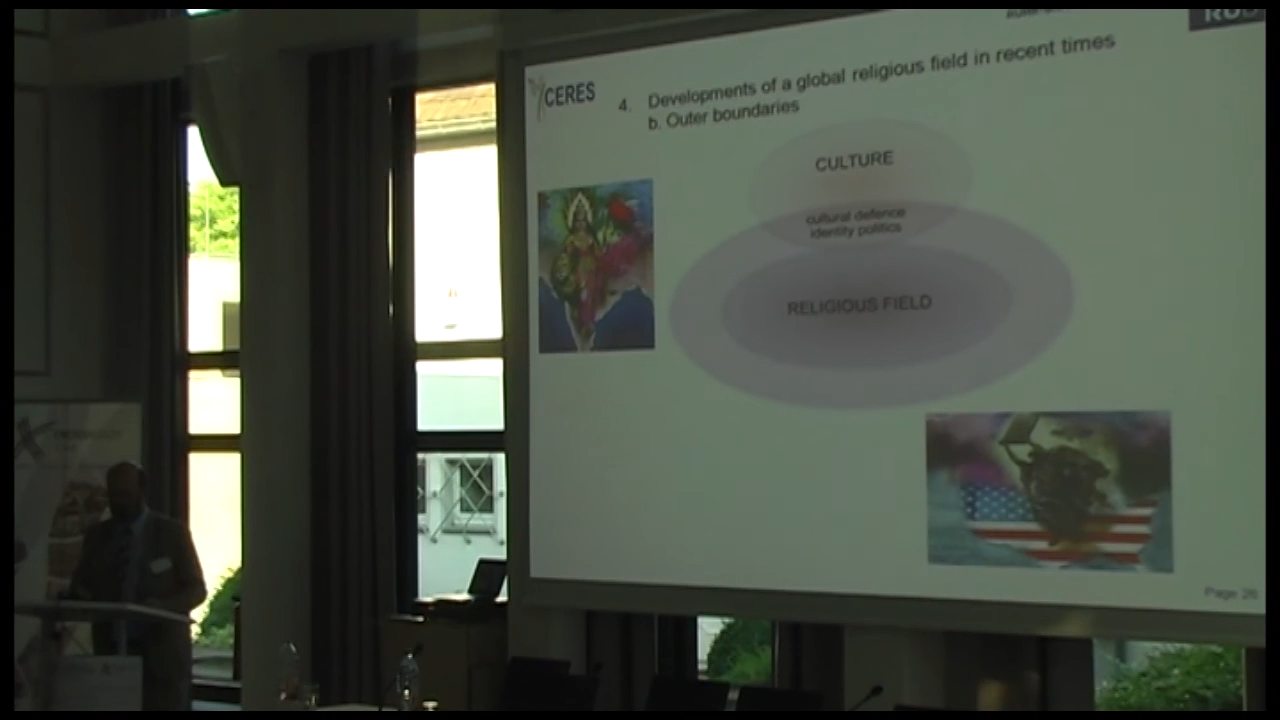 CERES
4. Developments of a global religious field in recent times
b. Outer boundaries
CULTURE
cultural defence
identity politics
RELIGIOUS FIELD
Page 26